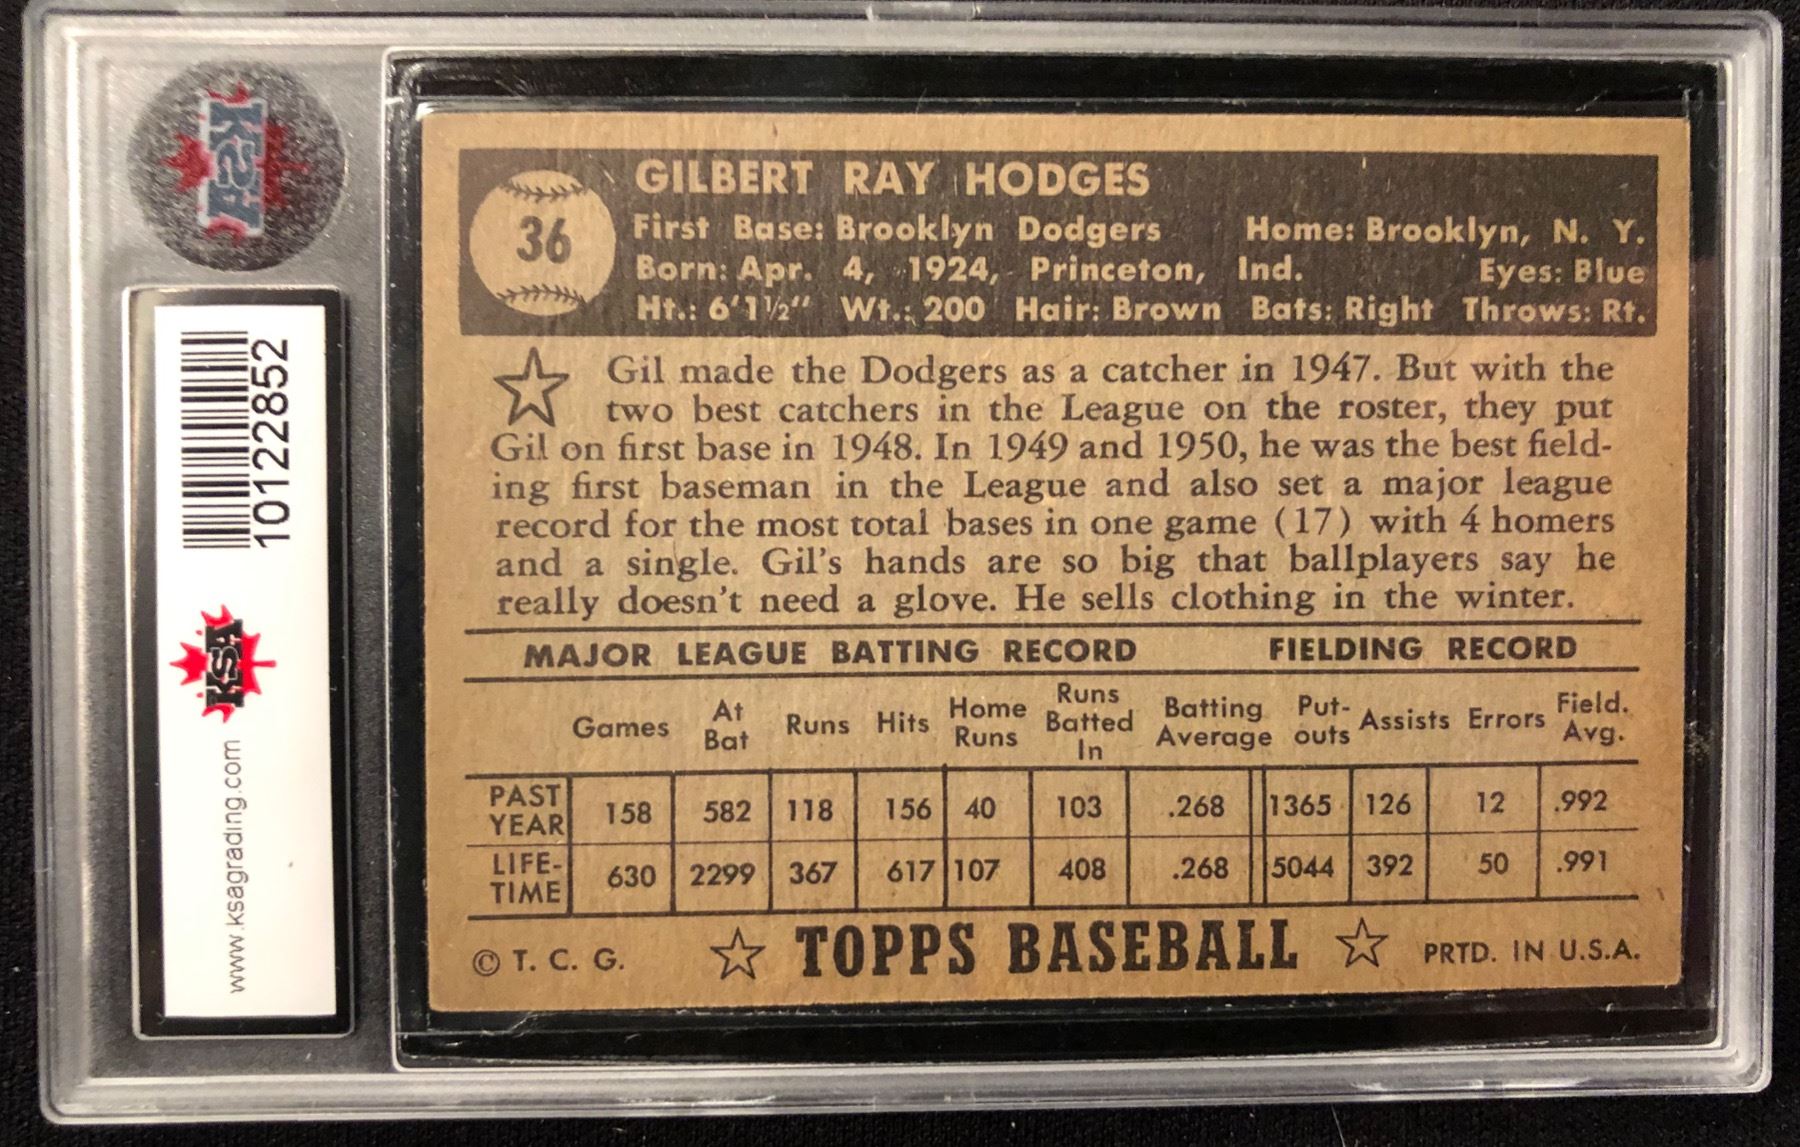 KSA
10122852
KSA
www.ksagrading.com
36
GILBERT RAY HODGES
First Base: Brooklyn Dodgers Home: Brooklyn, N. Y.
Born: Apr. 4, 1924, Princeton, Ind. Eyes: Blue
Ht.: 6'1½" Wt.: 200 Hair: Brown Bats: Right Throws: Rt.
Gil made the Dodgers as a catcher in 1947. But with the
two best catchers in the League on the roster, they put
Gil on first base in 1948. In 1949 and 1950, he was the best field-
ing first baseman in the League and also set a major league
record for the most total bases in one game (17) with 4 homers
and a single. Gil's hands are so big that ballplayers say he
really doesn't need a glove. He sells clothing in the winter.
MAJOR LEAGUE BATTING RECORD FIELDING RECORD
Games At Bat Runs Hits Home Runs Runs Batted In Batting Average Put-outs Assists Errors Field. Avg.
PAST YEAR 158 582 118 156 40 103 .268 1365 126 12 .992
LIFE-TIME 630 2299 367 617 107 408 .268 5044 392 50 .991
© T. C. G. TOPPS BASEBALL PRTD. IN U.S.A.